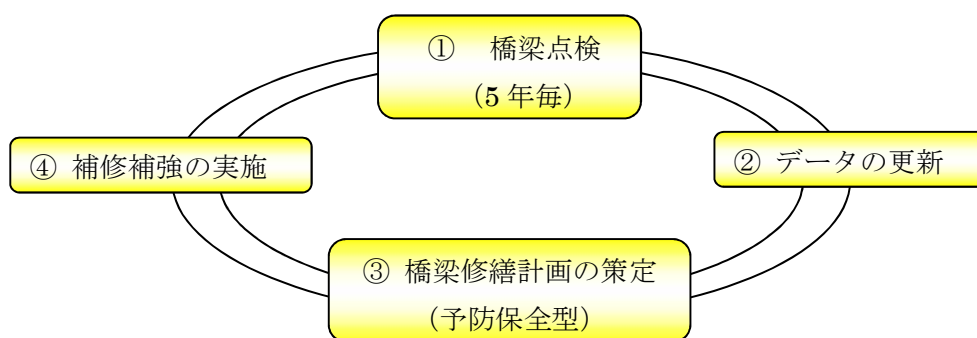 ① 橋梁点検
(5年毎)
② データの更新
③ 橋梁修繕計画の策定
(予防保全型)
④ 補修補強の実施